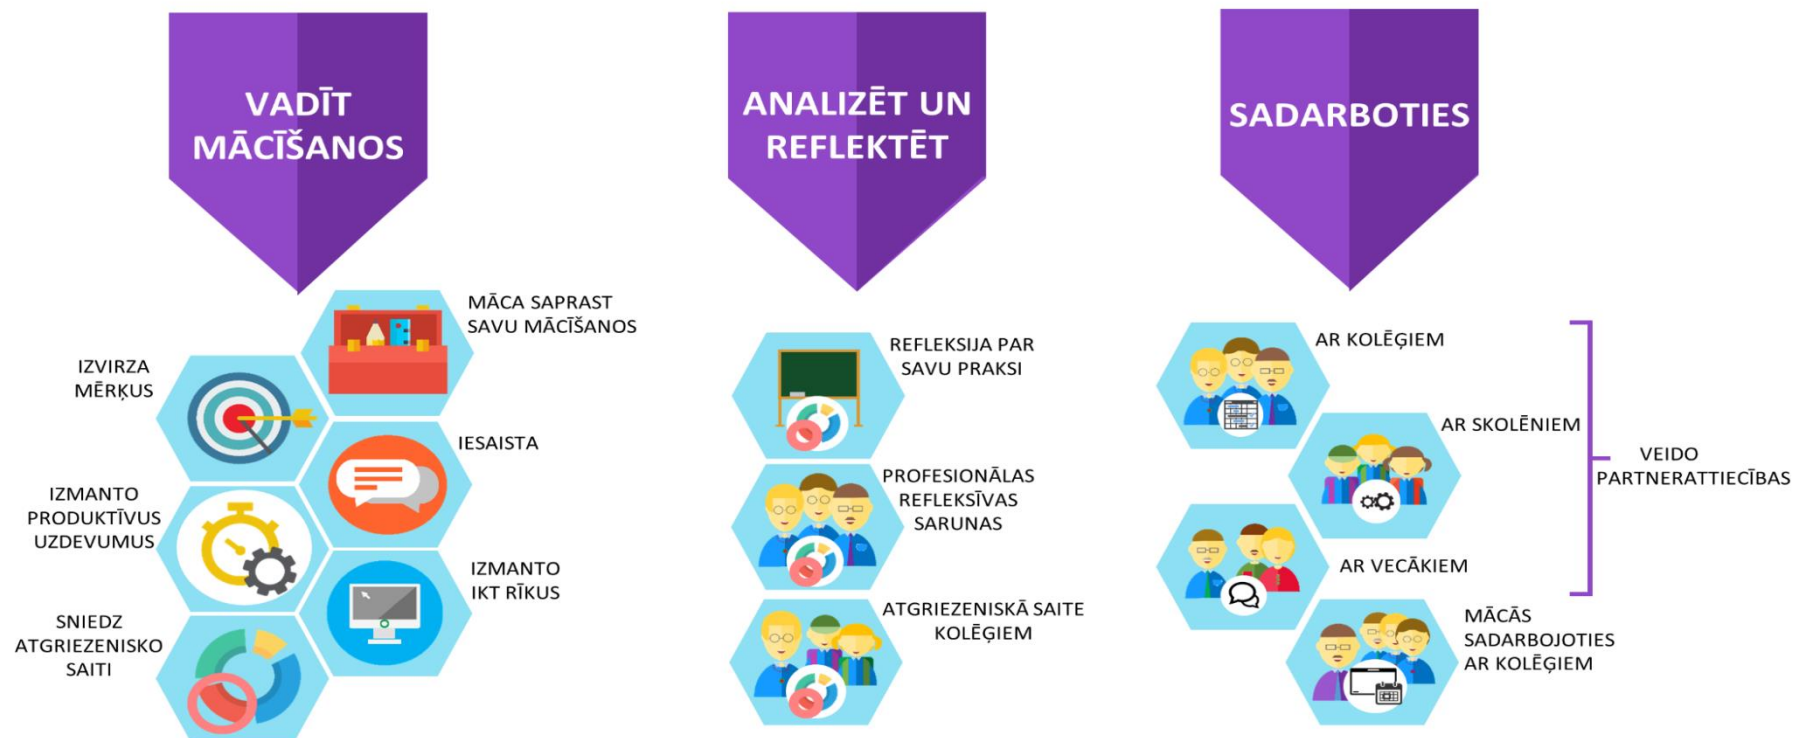 VADĪT
MĀCĪŠANOS
MĀCA SAPRAST
SAVU MĀCĪŠANOS
IZVIRZA
MĒRĶUS
IESAISTA
IZMANTO
PRODUKTĪVUS
UZDEVUMUS
IZMANTO
IKT RĪKUS
SNIEDZ
ATGRIEZENISKO
SAITI
ANALIZĒT UN
REFLEKTĒT
REFLEKSIJA PAR
SAVU PRAKSI
PROFESIONĀLAS
REFLEKSĪVAS
SARUNAS
ATGRIEZENISKĀ SAITE
KOLĒĢIEM
SADARBOTIES
AR KOLĒĢIEM
AR SKOLĒNIEM
AR VECĀKIEM
VEIDO
PARTNERATTIECĪBAS
MĀCĀS
SADARBOJOTIES
AR KOLĒĢIEM